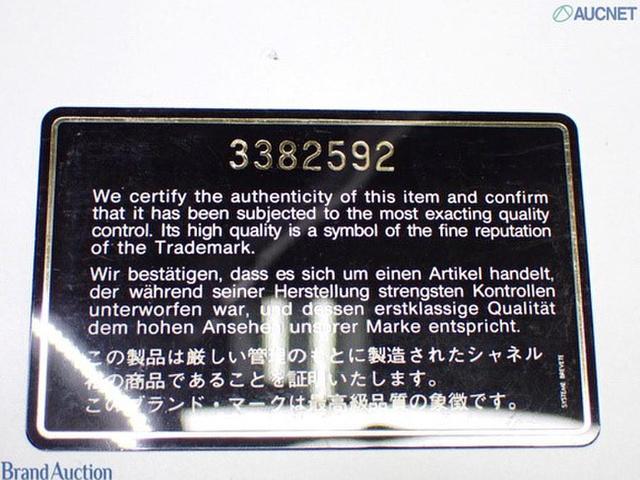 AUCNET
3382592
We certify the authenticity of this item and confirm
that it has been subjected to the most exacting quality
control. Its high quality is a symbol of the fine reputation
of the Trademark.
Wir bestätigen, dass es sich um einen Artikel handelt,
der während seiner Herstellung strengsten Kontrollen
unterworfen war, und dessen erstklassige Qualität
dem hohen Ansehen unserer Marke entspricht.
この製品は厳しい管理のもとに製造されたシャネル
社の商品であることを証明いたします。
このブランド・マークは最高級品質の象徴です。
SYSTEME BREVETE
Brand Auction